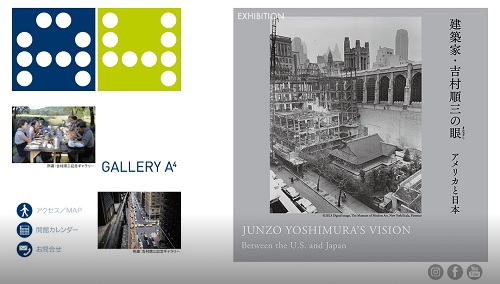 EXHIBITION
建築家・吉村順三の眼
アメリカと日本
GALLERY A⁴
アクセス／MAP
開館カレンダー
お問合せ
JUNZO YOSHIMURA'S VISION
Between the U.S. and Japan